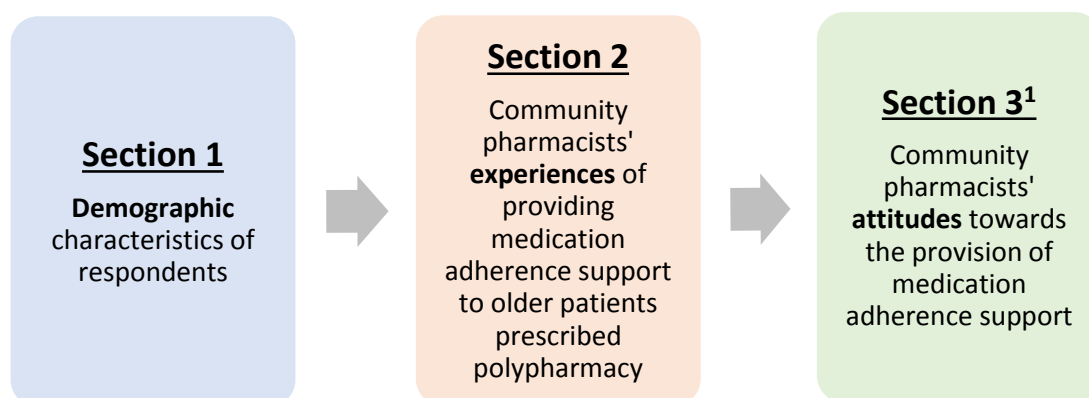 Section 1
Demographic
characteristics of
respondents
Section 2
Community
pharmacists'
experiences of
providing
medication
adherence support
to older patients
prescribed
polypharmacy
Section 3¹
Community
pharmacists'
attitudes towards
the provision of
medication
adherence support